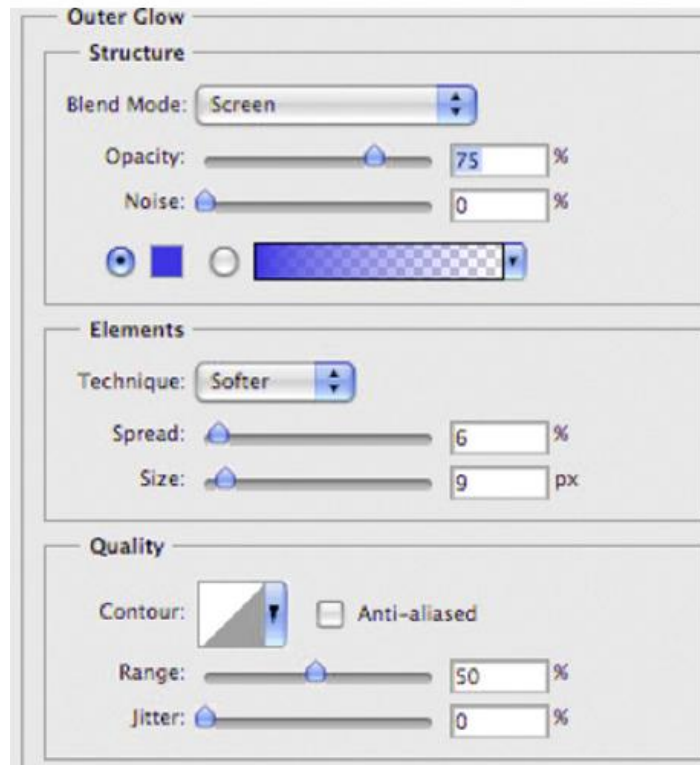 Outer Glow
Structure
Blend Mode: Screen
Opacity: 75 %
Noise: 0 %
Elements
Technique: Softer
Spread: 6 %
Size: 9 px
Quality
Contour: Anti-aliased
Range: 50 %
Jitter: 0 %